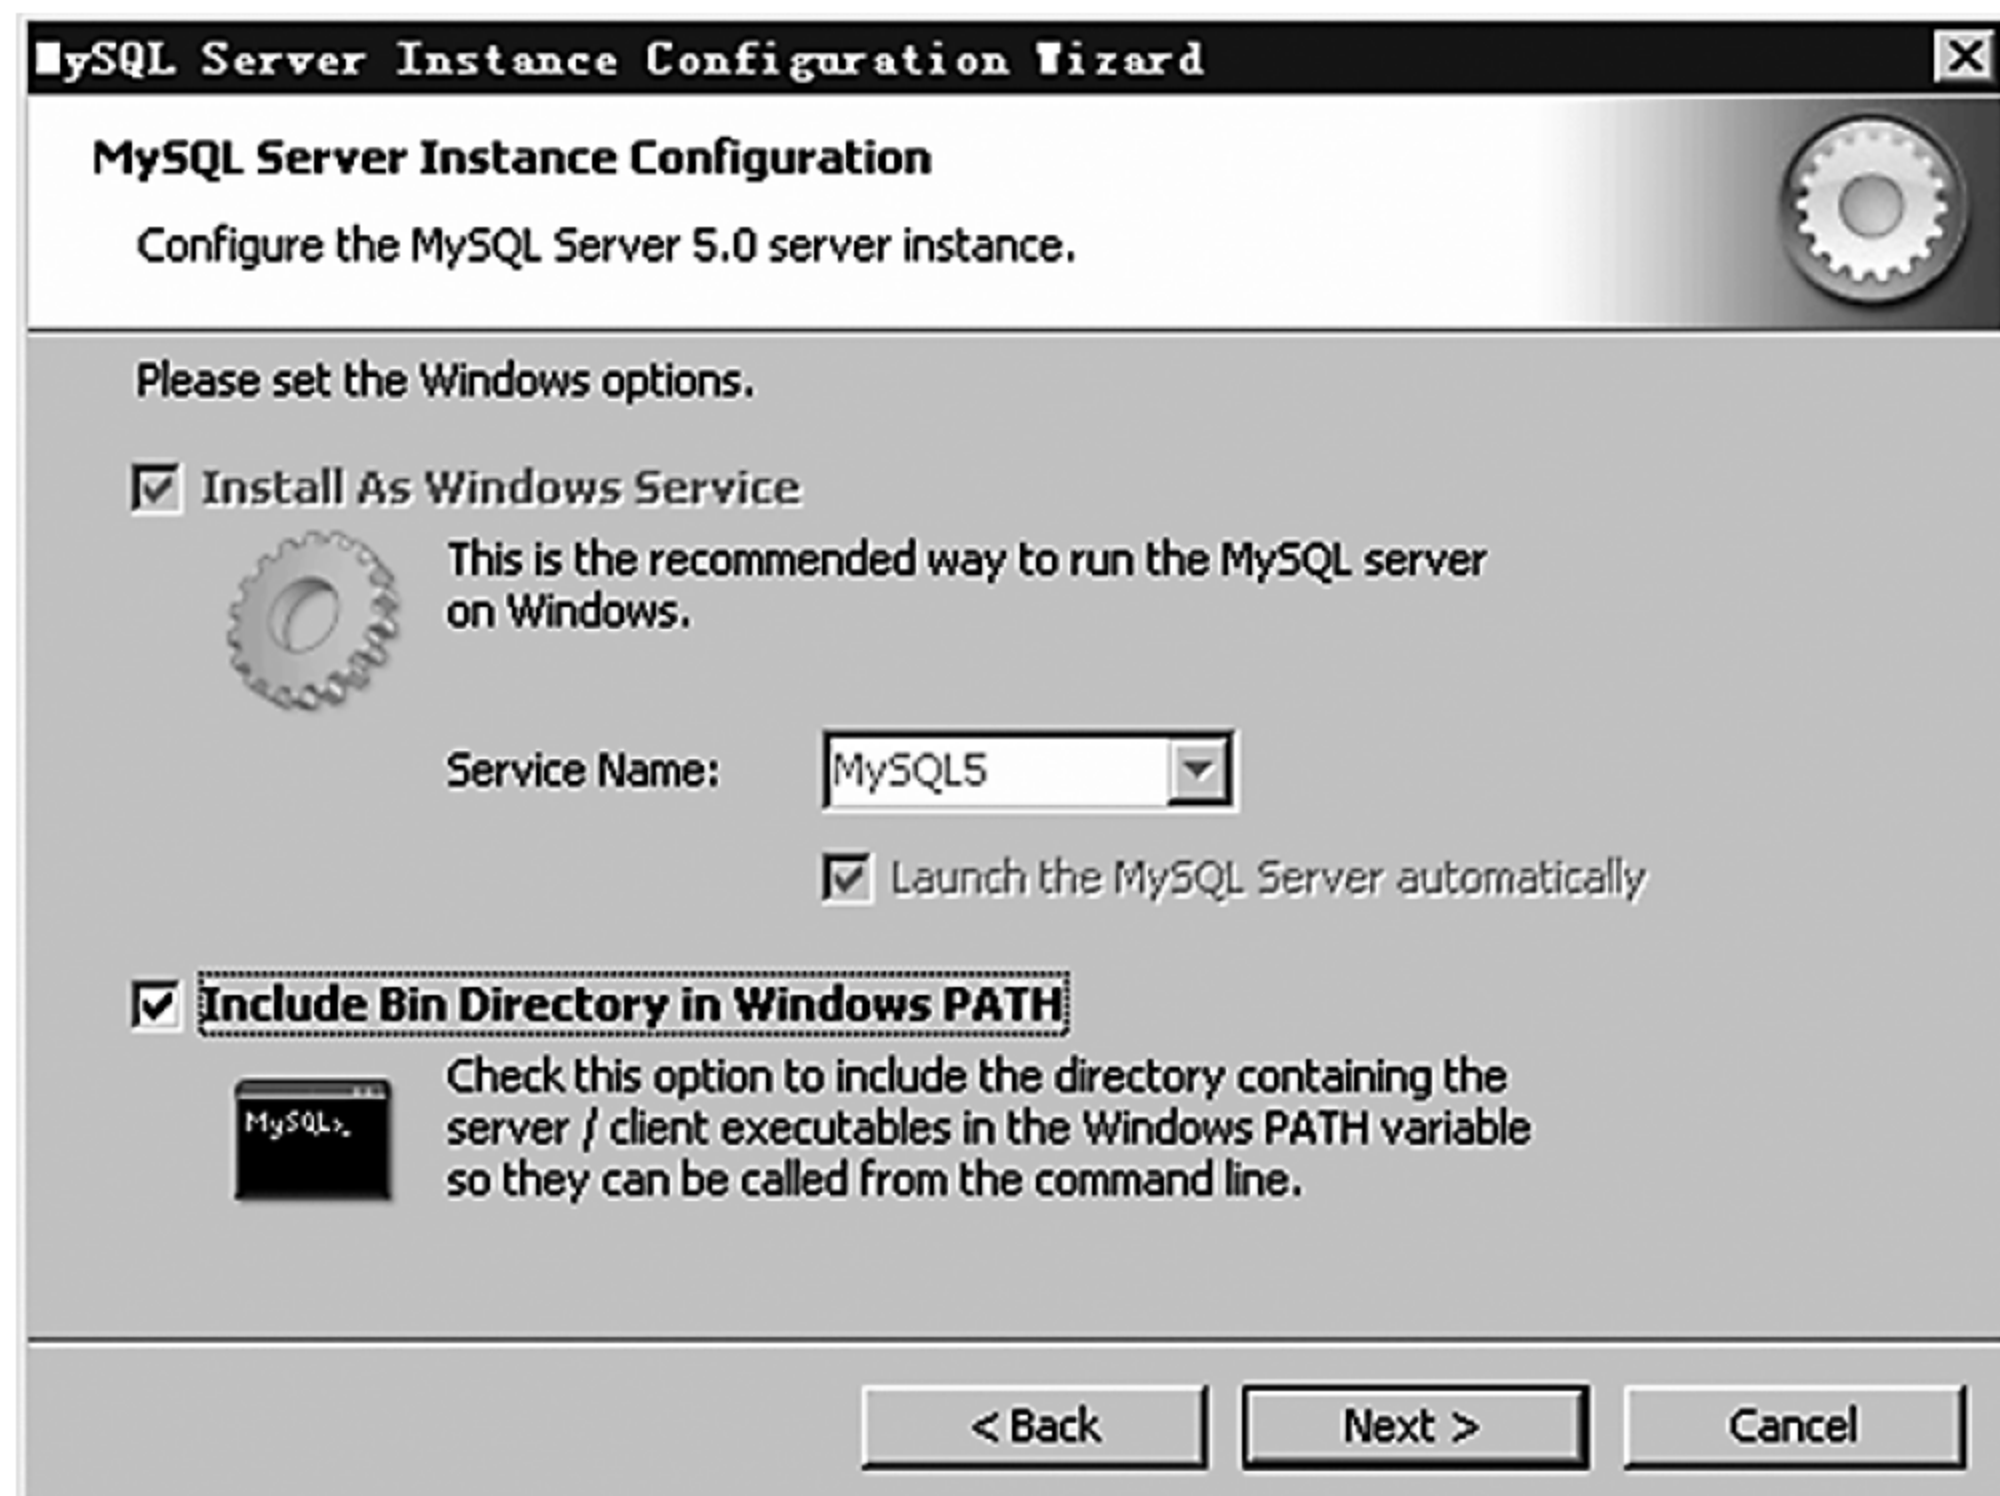 MySQL Server Instance Configuration Wizard
MySQL Server Instance Configuration
Configure the MySQL Server 5.0 server instance.
Please set the Windows options.
Install As Windows Service
This is the recommended way to run the MySQL server
on Windows.
Service Name: MySQL5
Launch the MySQL Server automatically
Include Bin Directory in Windows PATH
Check this option to include the directory containing the
server / client executables in the Windows PATH variable
so they can be called from the command line.
MySQL>_
< Back Next > Cancel